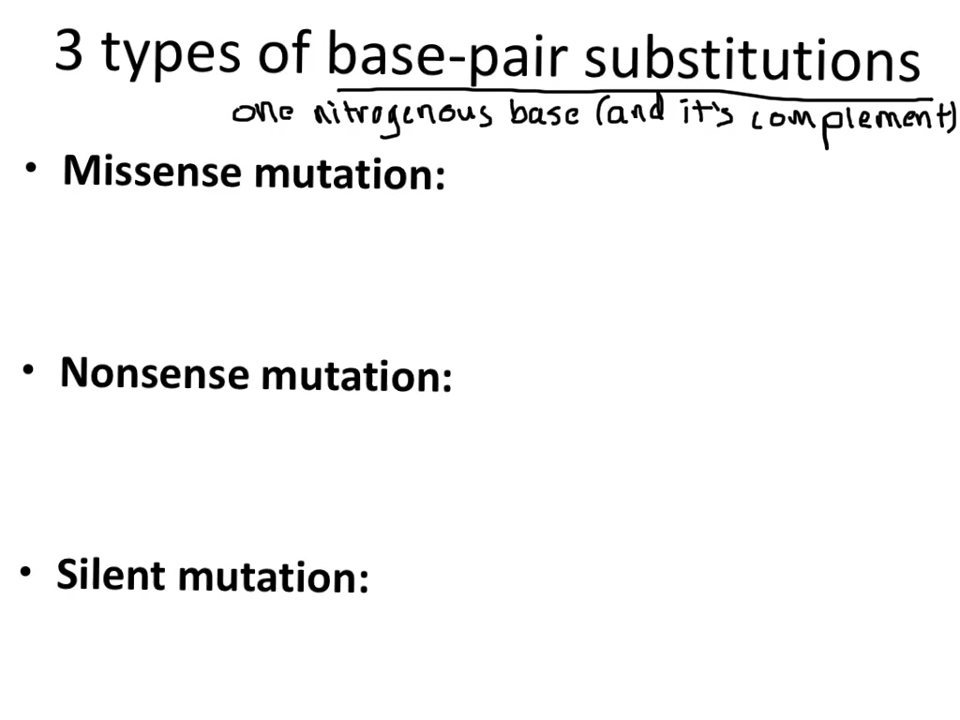 3 types of base-pair substitutions
one nitrogenous base (and it's complement)
• Missense mutation:
• Nonsense mutation:
• Silent mutation: